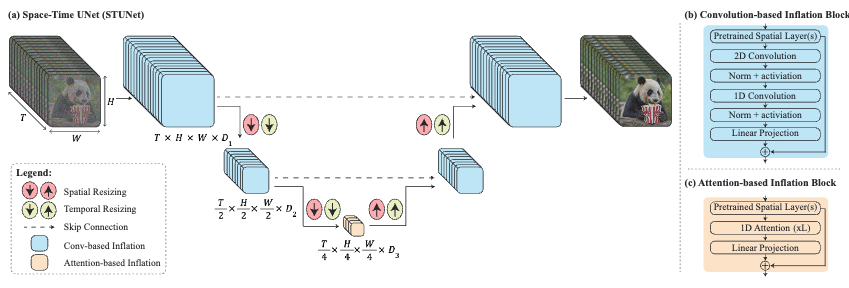 (a) Space-Time UNet (STUNet)
T
H
W
T × H × W × D1
T/2 × H/2 × W/2 × D2
T/4 × H/4 × W/4 × D3
Legend:
Spatial Resizing
Temporal Resizing
Skip Connection
Conv-based Inflation
Attention-based Inflation
(b) Convolution-based Inflation Block
Pretrained Spatial Layer(s)
2D Convolution
Norm + activiation
1D Convolution
Norm + activiation
Linear Projection
(c) Attention-based Inflation Block
Pretrained Spatial Layer(s)
1D Attention (xL)
Linear Projection